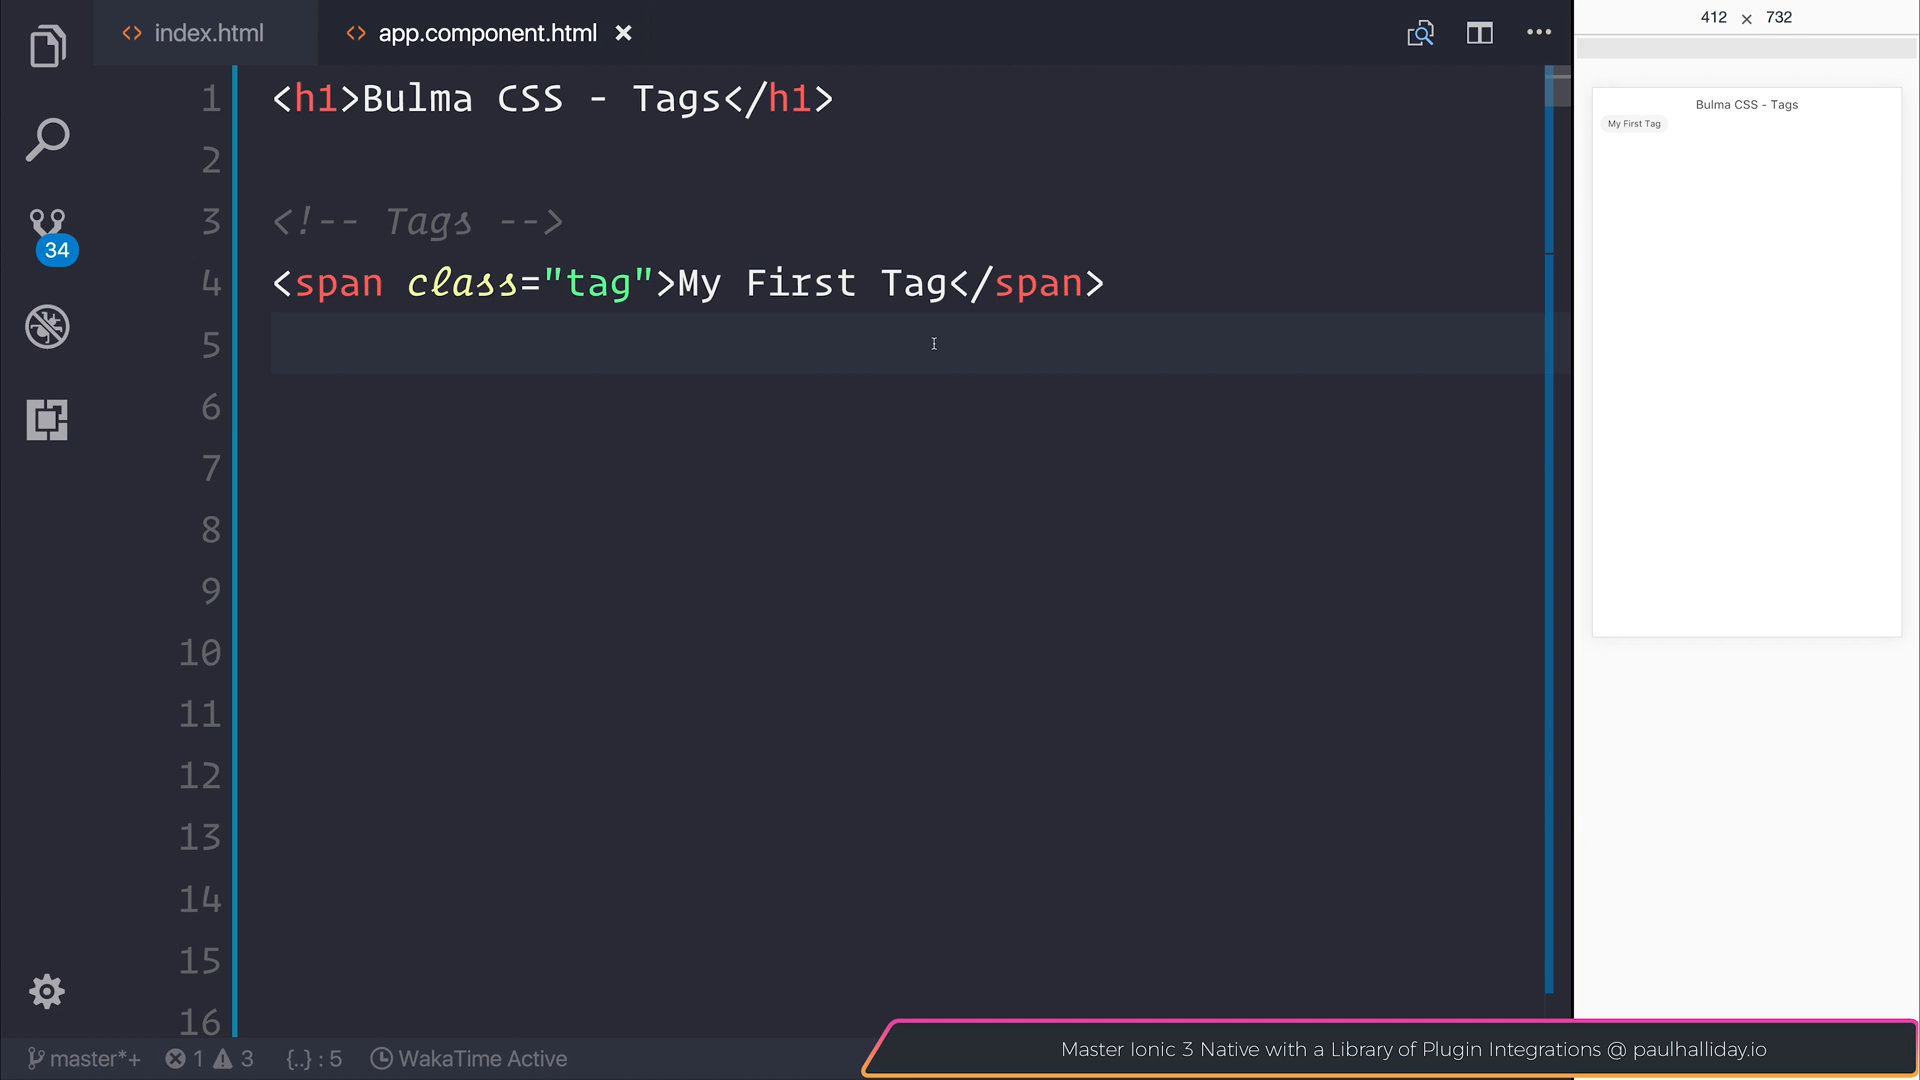 index.html
app.component.html
412 × 732
1 <h1>Bulma CSS - Tags</h1>
2
3 <!-- Tags -->
4 <span class="tag">My First Tag</span>
5
6
7
8
9
10
11
12
13
14
15
16
34
Bulma CSS - Tags
My First Tag
master*+ 1 3 {..} : 5 WakaTime Active
Master Ionic 3 Native with a Library of Plugin Integrations @ paulhalliday.io